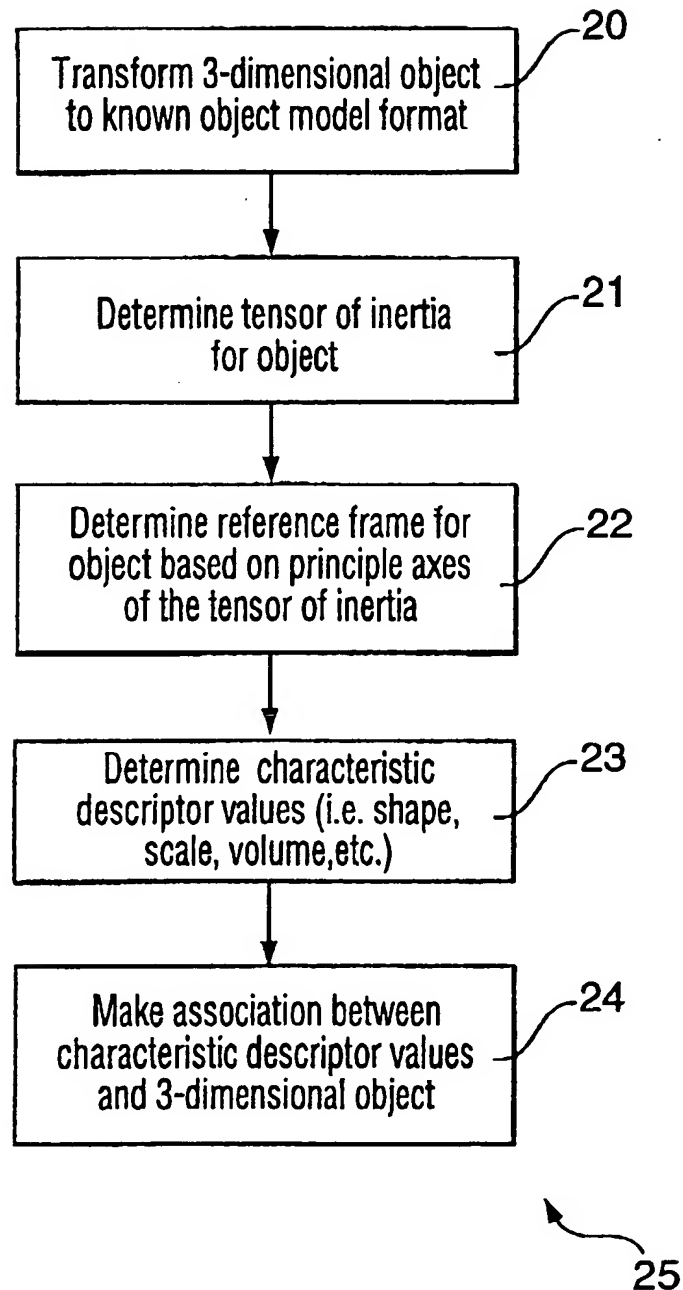 20
Transform 3-dimensional object
to known object model format
21
Determine tensor of inertia
for object
22
Determine reference frame for
object based on principle axes
of the tensor of inertia
23
Determine characteristic
descriptor values (i.e. shape,
scale, volume,etc.)
24
Make association between
characteristic descriptor values
and 3-dimensional object
25